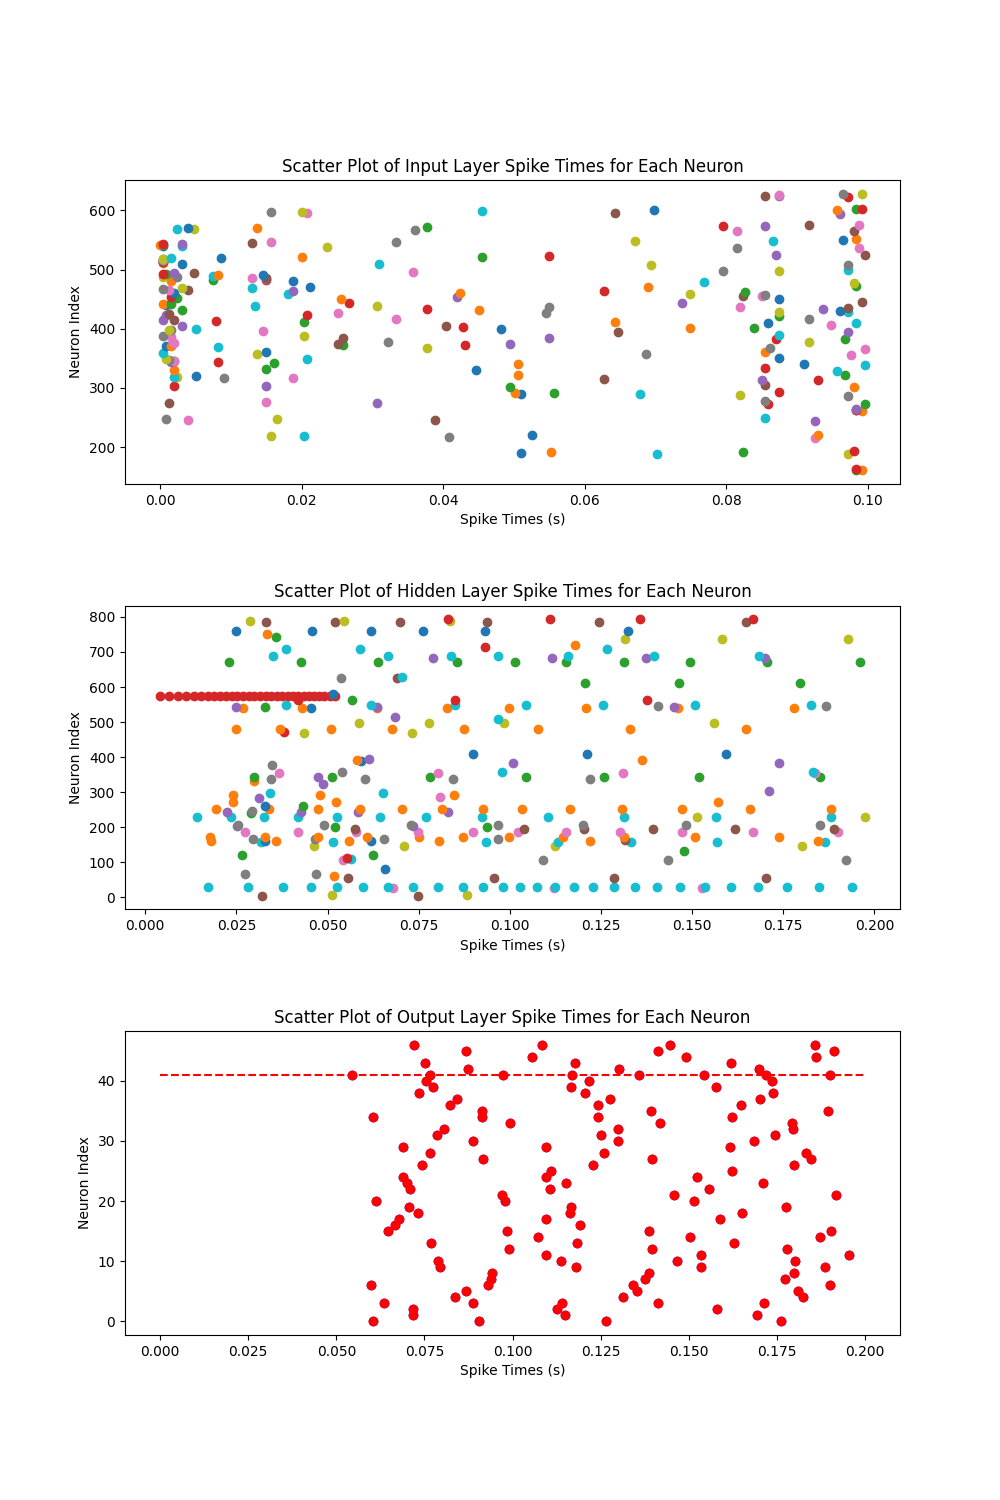 Scatter Plot of Input Layer Spike Times for Each Neuron
Neuron Index
600
500
400
300
200
0.00 0.02 0.04 0.06 0.08 0.10
Spike Times (s)
Scatter Plot of Hidden Layer Spike Times for Each Neuron
Neuron Index
800
700
600
500
400
300
200
100
0
0.000 0.025 0.050 0.075 0.100 0.125 0.150 0.175 0.200
Spike Times (s)
Scatter Plot of Output Layer Spike Times for Each Neuron
Neuron Index
40
30
20
10
0
0.000 0.025 0.050 0.075 0.100 0.125 0.150 0.175 0.200
Spike Times (s)